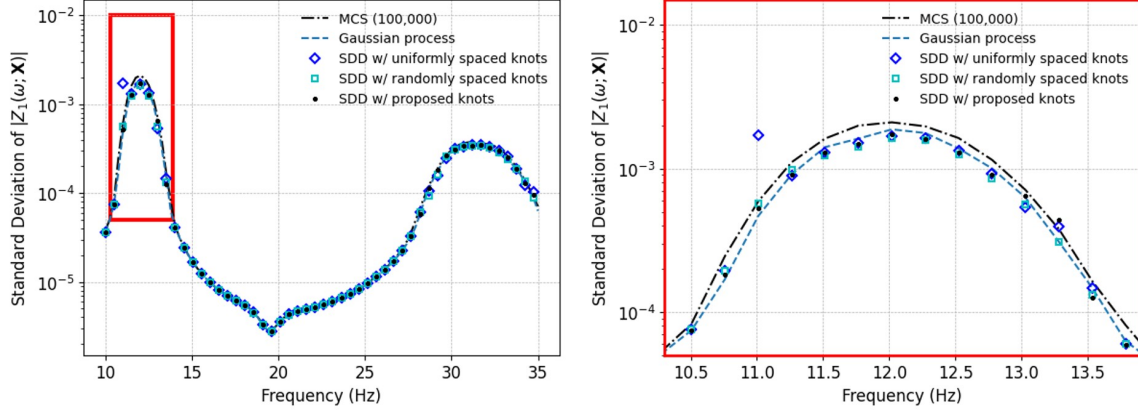 10⁻²
10⁻³
10⁻⁴
10⁻⁵
Standard Deviation of |Z₁(ω; X)|
MCS (100,000)
Gaussian process
SDD w/ uniformly spaced knots
SDD w/ randomly spaced knots
SDD w/ proposed knots
10 15 20 25 30 35
Frequency (Hz)
10⁻²
10⁻³
10⁻⁴
Standard Deviation of |Z₁(ω; X)|
MCS (100,000)
Gaussian process
SDD w/ uniformly spaced knots
SDD w/ randomly spaced knots
SDD w/ proposed knots
10.5 11.0 11.5 12.0 12.5 13.0 13.5
Frequency (Hz)